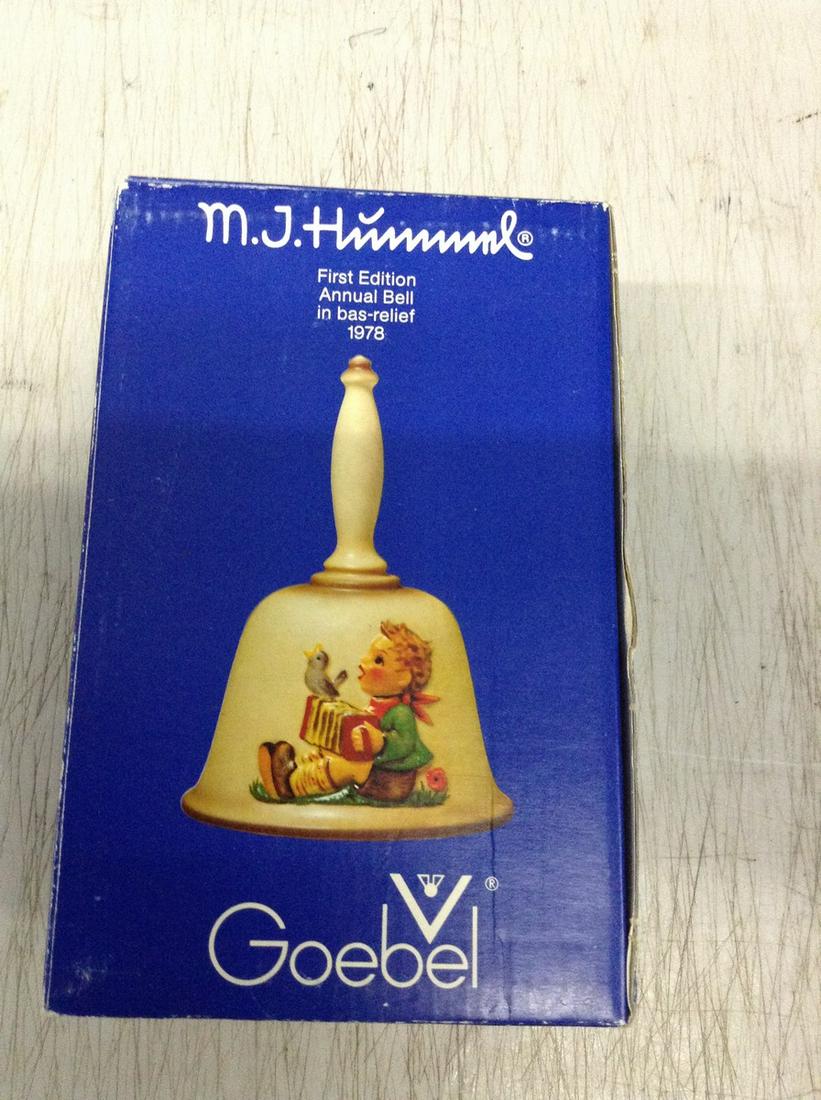 M.J.Hummel®
First Edition
Annual Bell
in bas-relief
1978
Goebel®